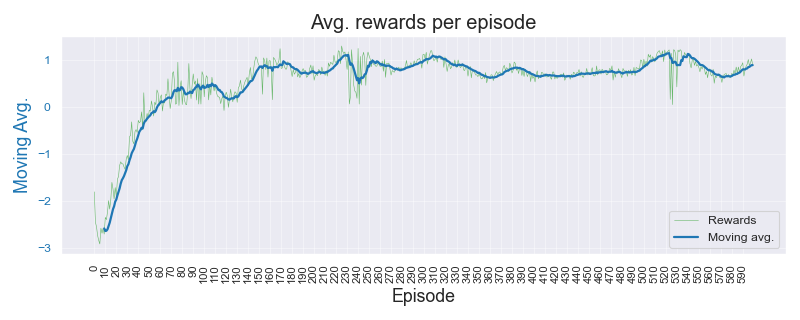 Avg. rewards per episode
Moving Avg.
1
0
−1
−2
−3
Rewards
Moving avg.
0 10 20 30 40 50 60 70 80 90 100 110 120 130 140 150 160 170 180 190 200 210 220 230 240 250 260 270 280 290 300 310 320 330 340 350 360 370 380 390 400 410 420 430 440 450 460 470 480 490 500 510 520 530 540 550 560 570 580 590
Episode